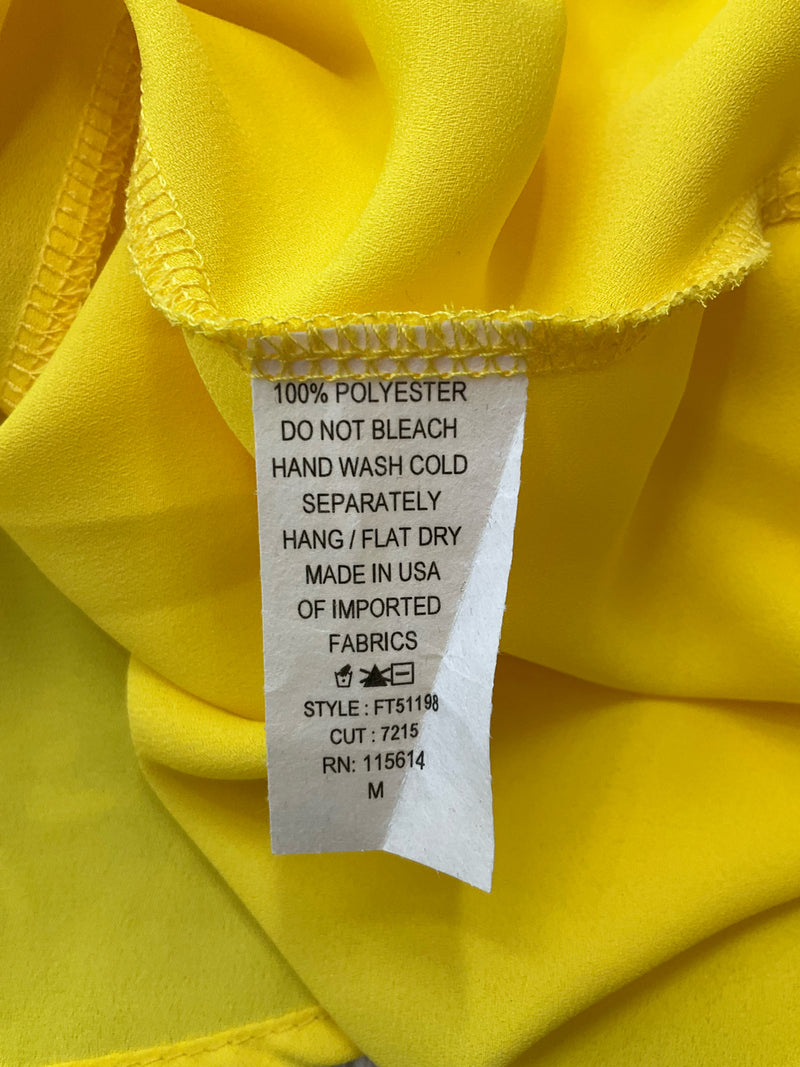 100% POLYESTER
DO NOT BLEACH
HAND WASH COLD
SEPARATELY
HANG / FLAT DRY
MADE IN USA
OF IMPORTED
FABRICS
STYLE : FT51198
CUT : 7215
RN: 115614
M